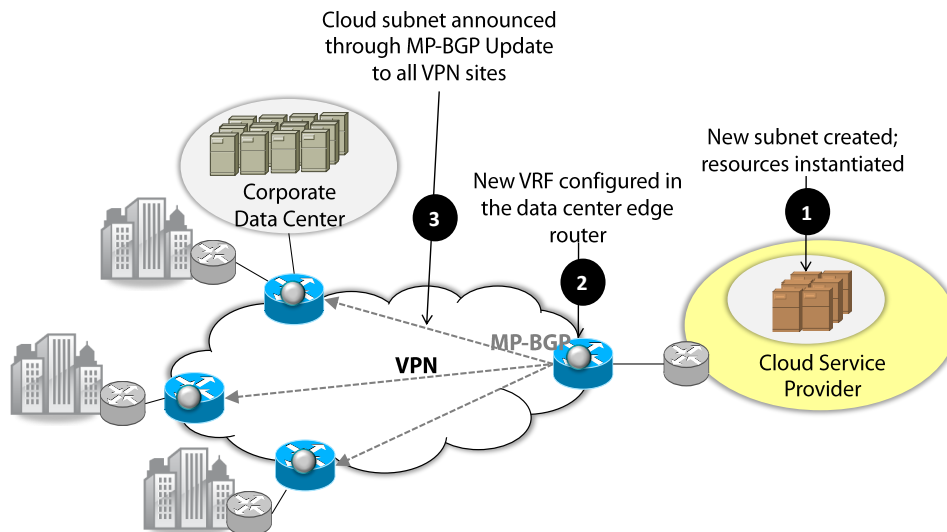 Cloud subnet announced
through MP-BGP Update
to all VPN sites
New subnet created;
resources instantiated
Corporate
Data Center
New VRF configured in
the data center edge
router
3
1
2
MP-BGP
VPN
Cloud Service
Provider